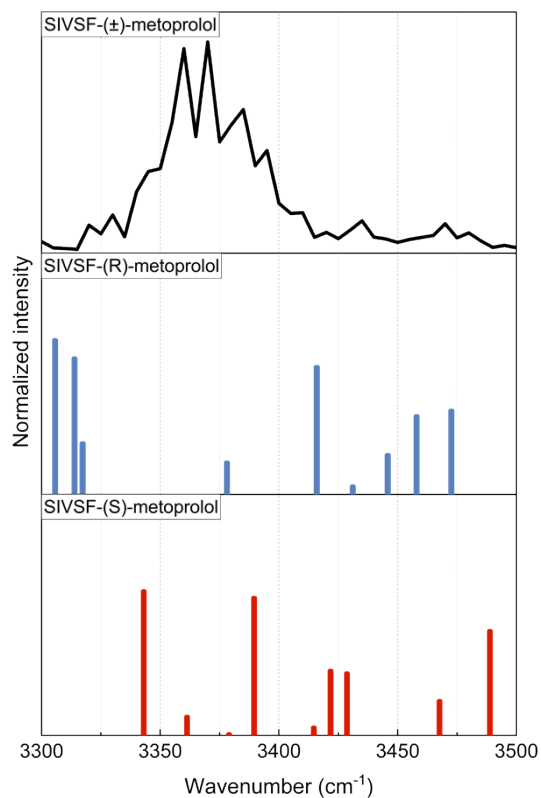 SIVSF-(±)-metoprolol
SIVSF-(R)-metoprolol
Normalized intensity
SIVSF-(S)-metoprolol
3300 3350 3400 3450 3500
Wavenumber (cm⁻¹)